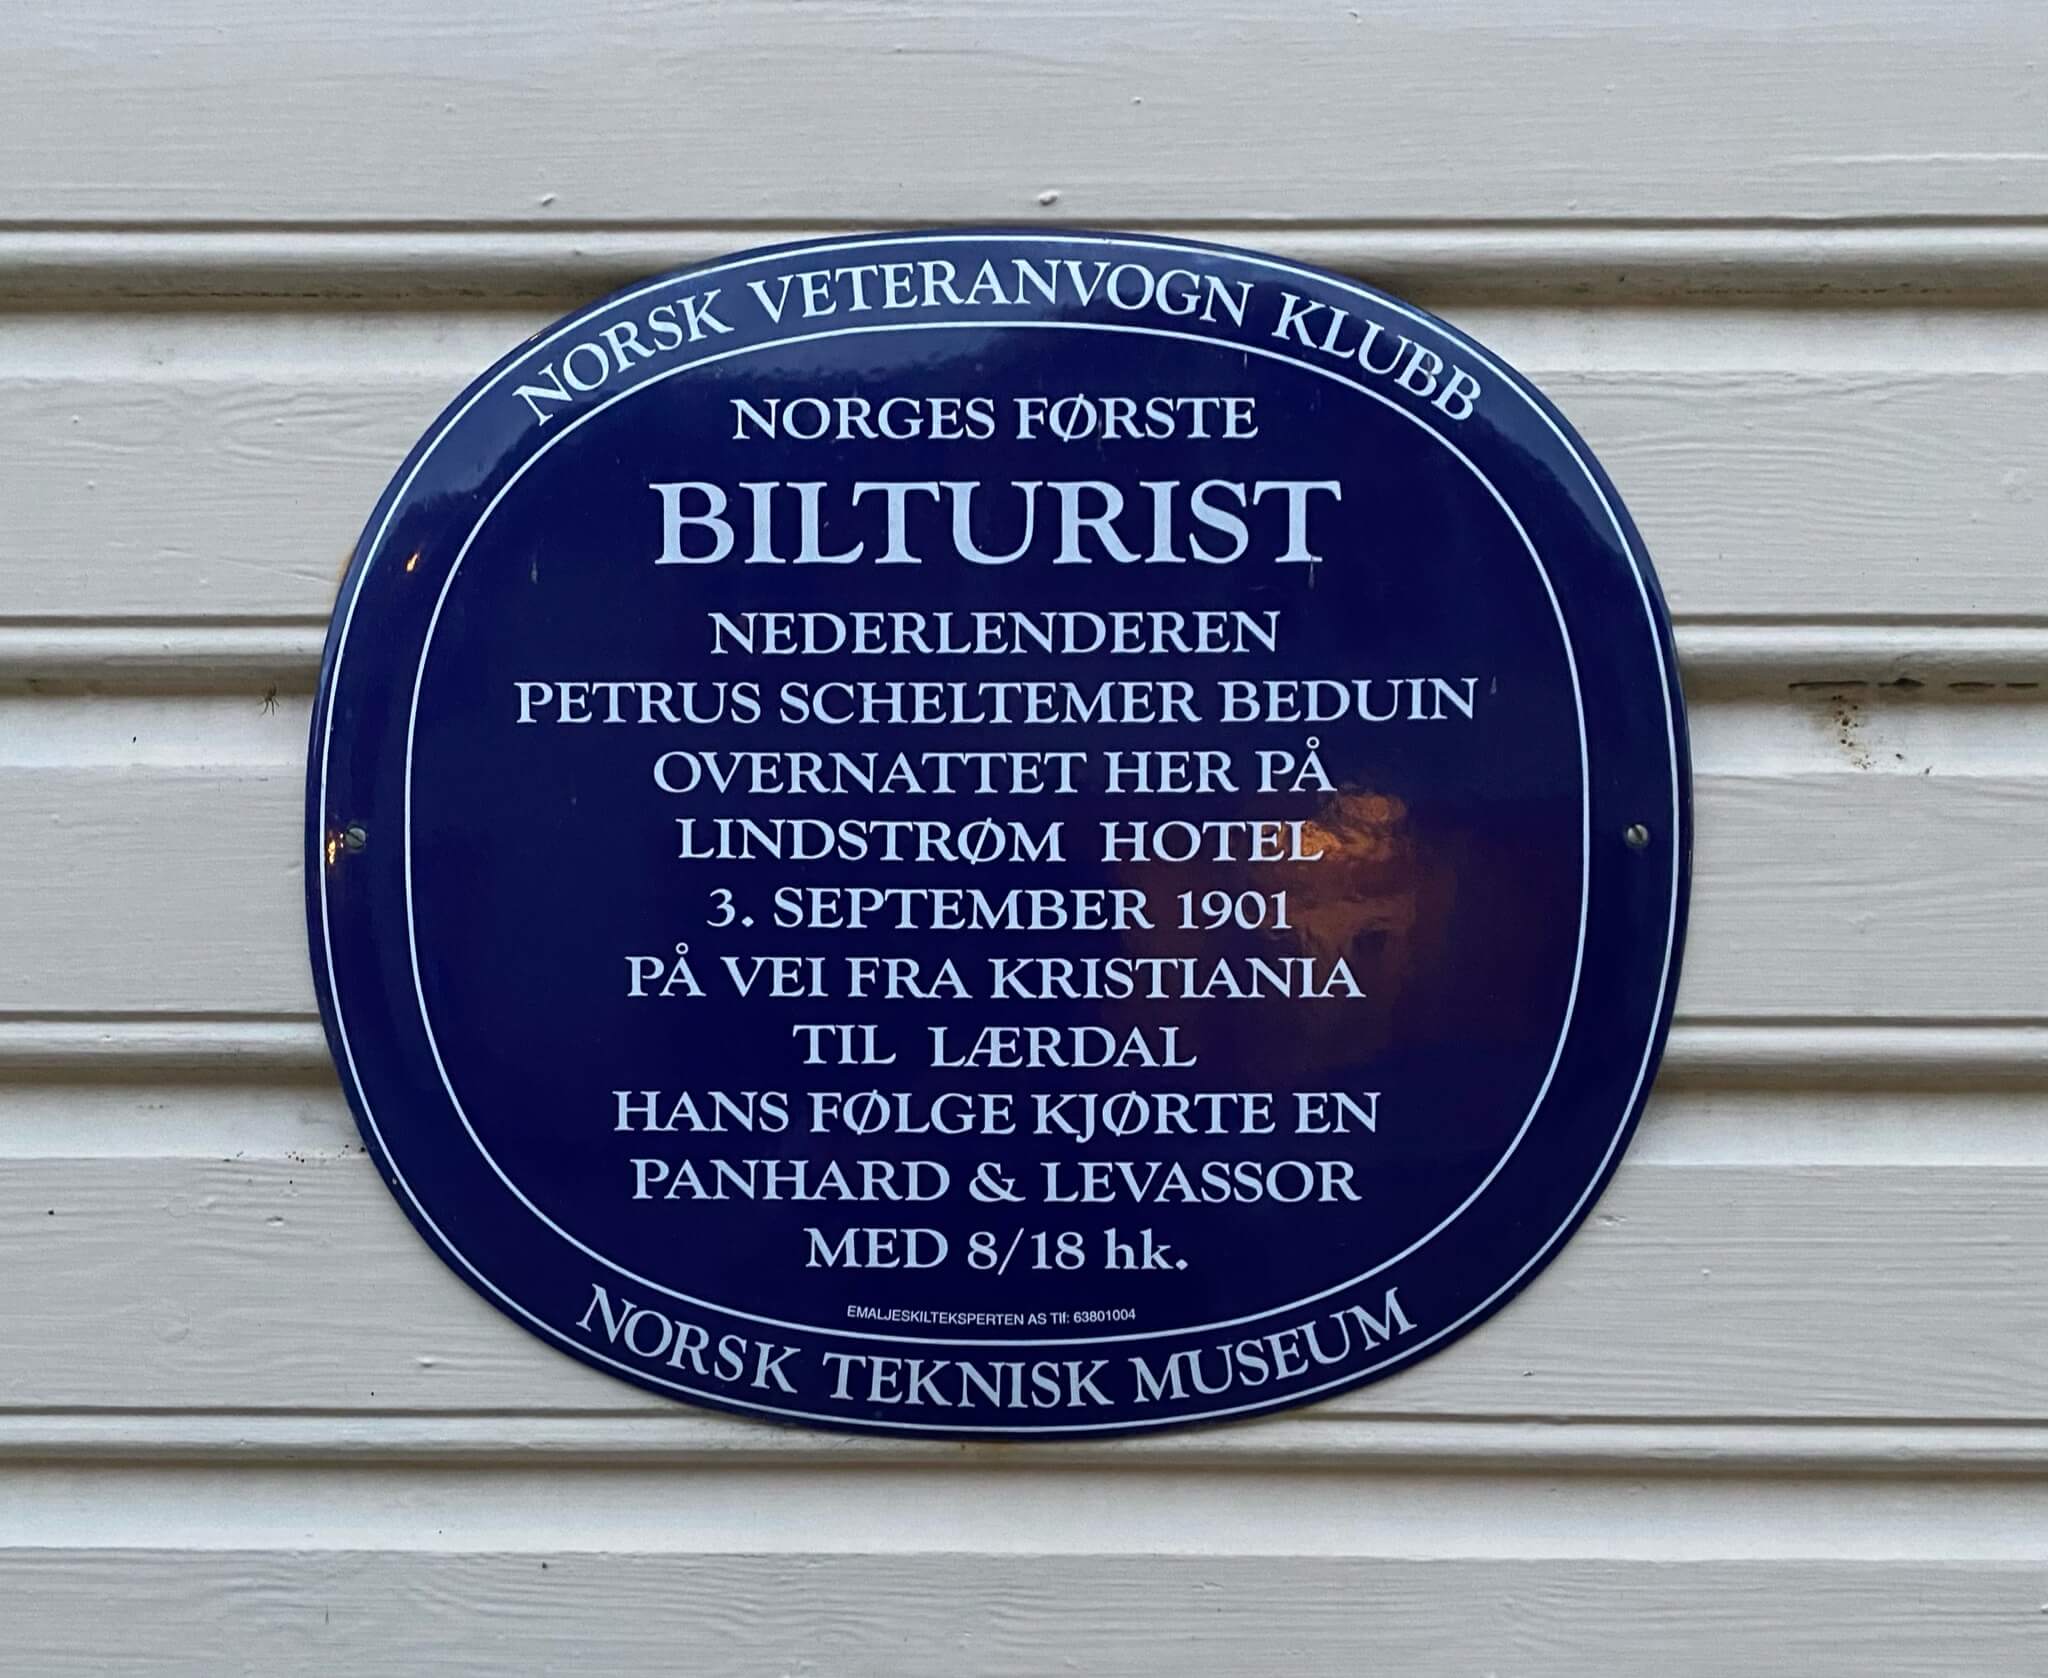 NORSK VETERANVOGN KLUBB
NORGES FØRSTE
BILTURIST
NEDERLENDEREN
PETRUS SCHELTEMER BEDUIN
OVERNATTET HER PÅ
LINDSTRØM HOTEL
3. SEPTEMBER 1901
PÅ VEI FRA KRISTIANIA
TIL LÆRDAL
HANS FØLGE KJØRTE EN
PANHARD & LEVASSOR
MED 8/18 hk.
EMALJESKILTEKSPERTEN AS Tlf: 63801004
NORSK TEKNISK MUSEUM